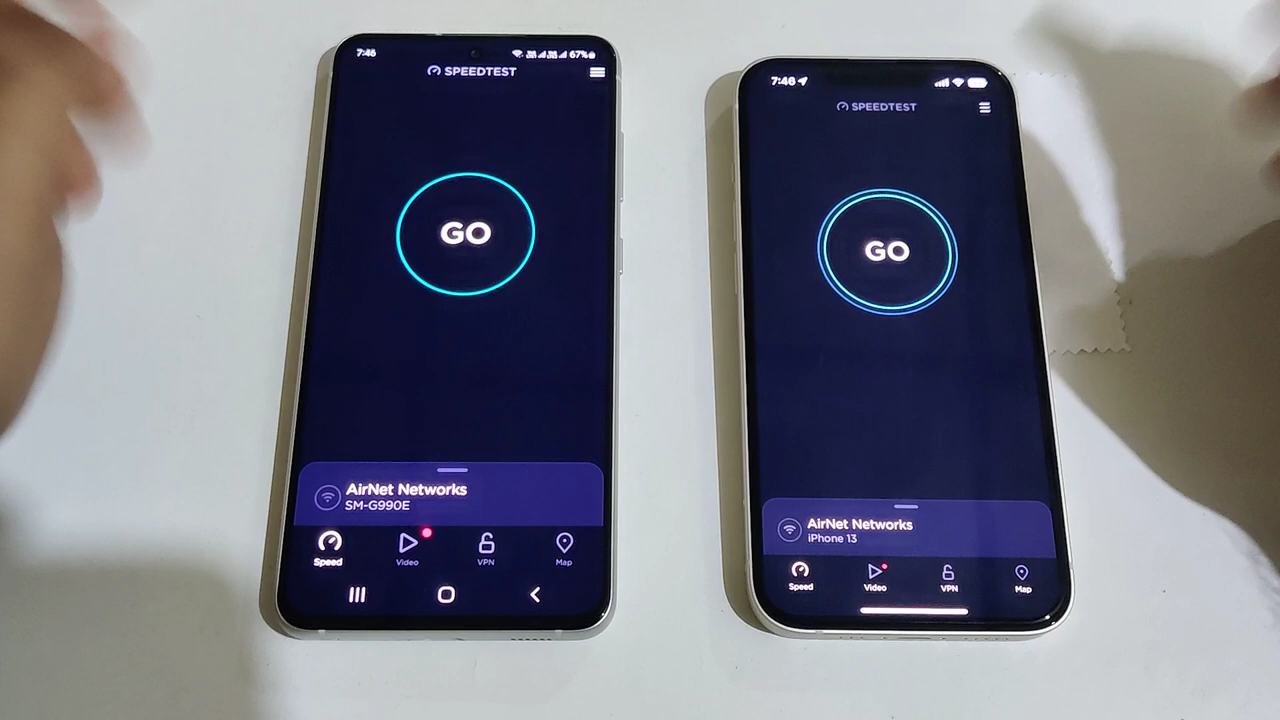 7:46
67%
SPEEDTEST
GO
AirNet Networks
SM-G990E
Speed
Video
VPN
Map
7:46
SPEEDTEST
GO
AirNet Networks
iPhone 13
Speed
Video
VPN
Map